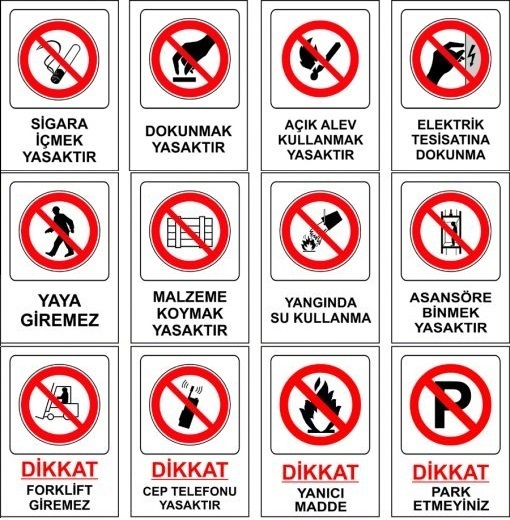 SİGARA
İÇMEK
YASAKTIR
DOKUNMAK
YASAKTIR
AÇIK ALEV
KULLANMAK
YASAKTIR
ELEKTRİK
TESİSATINA
DOKUNMA
YAYA
GİREMEZ
MALZEME
KOYMAK
YASAKTIR
YANGINDA
SU KULLANMA
ASANSÖRE
BİNMEK
YASAKTIR
DİKKAT
FORKLİFT
GİREMEZ
DİKKAT
CEP TELEFONU
YASAKTIR
DİKKAT
YANICI
MADDE
P
DİKKAT
PARK
ETMEYİNİZ